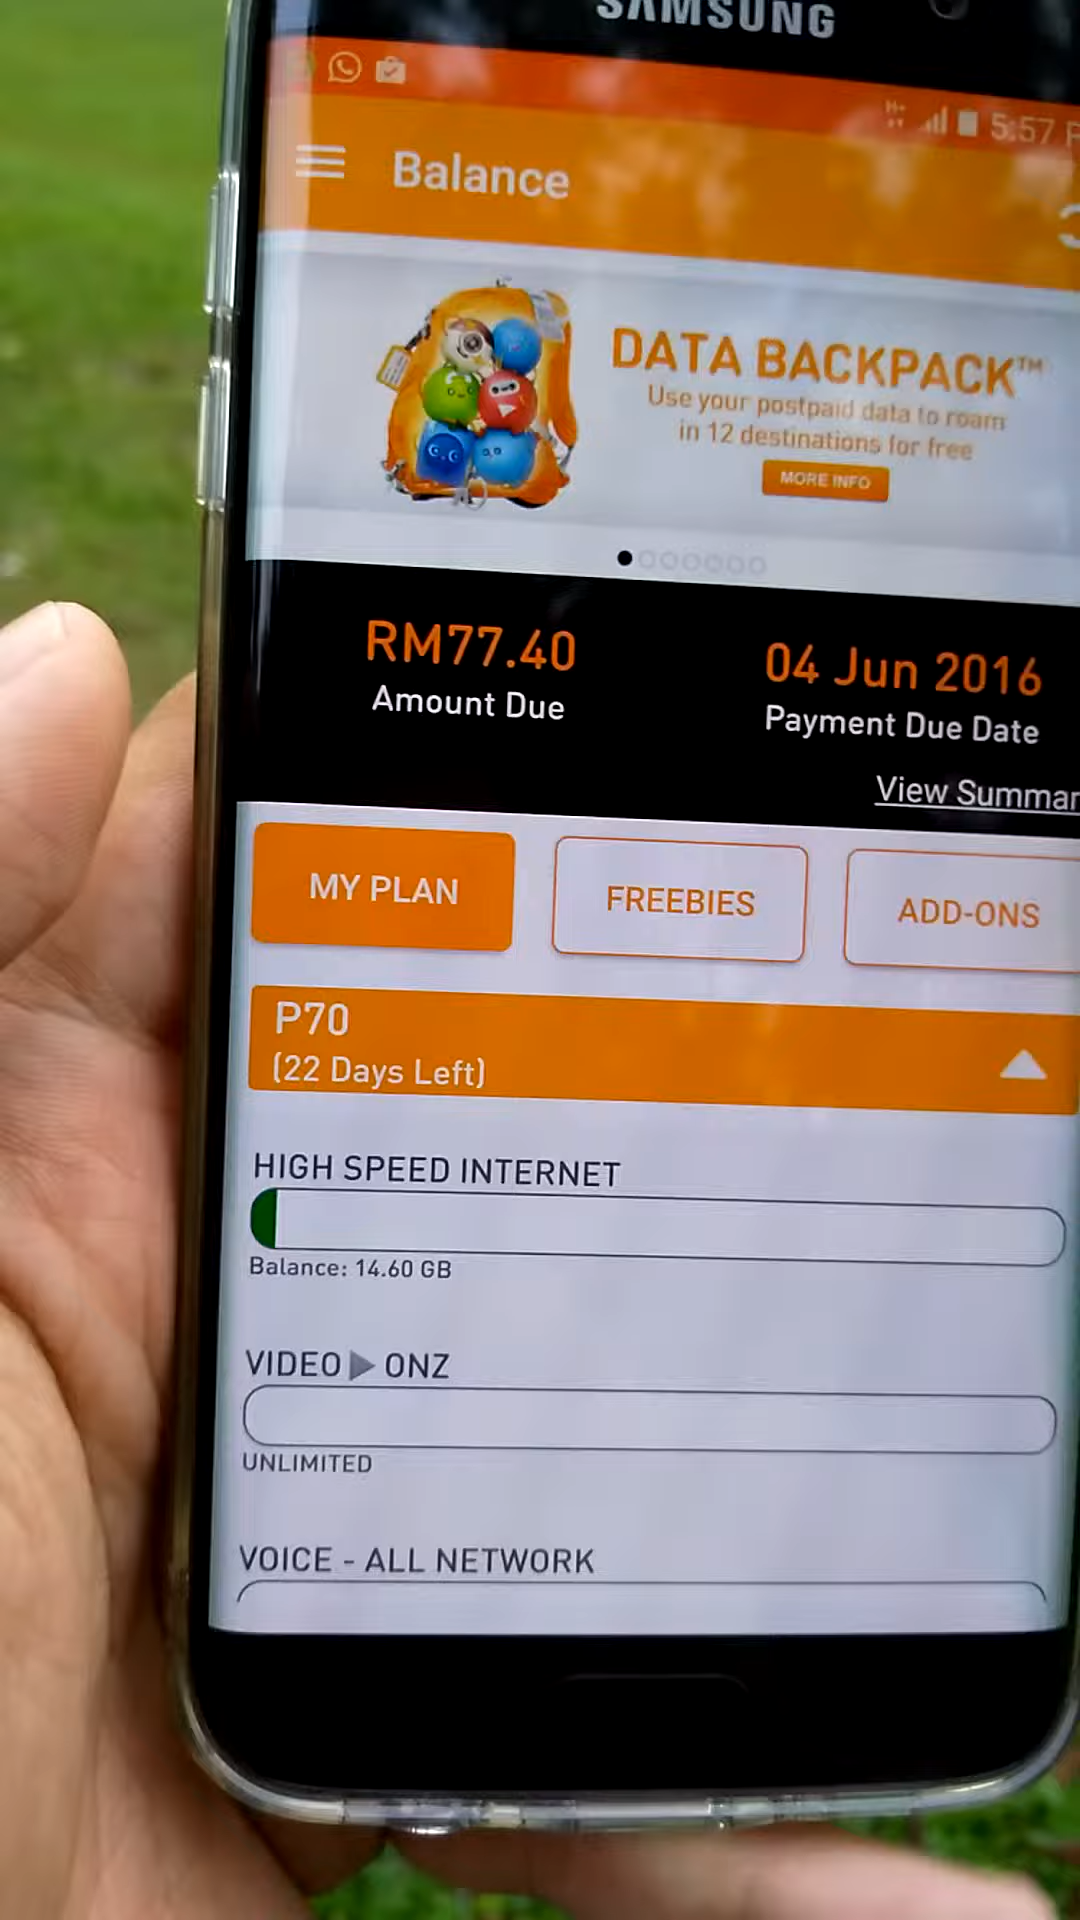 SAMSUNG
5:57 P
Balance
DATA BACKPACK™
Use your postpaid data to roam
in 12 destinations for free
MORE INFO
RM77.40
Amount Due
04 Jun 2016
Payment Due Date
View Summar
MY PLAN
FREEBIES
ADD-ONS
P70
(22 Days Left)
HIGH SPEED INTERNET
Balance: 14.60 GB
VIDEO ONZ
UNLIMITED
VOICE - ALL NETWORK